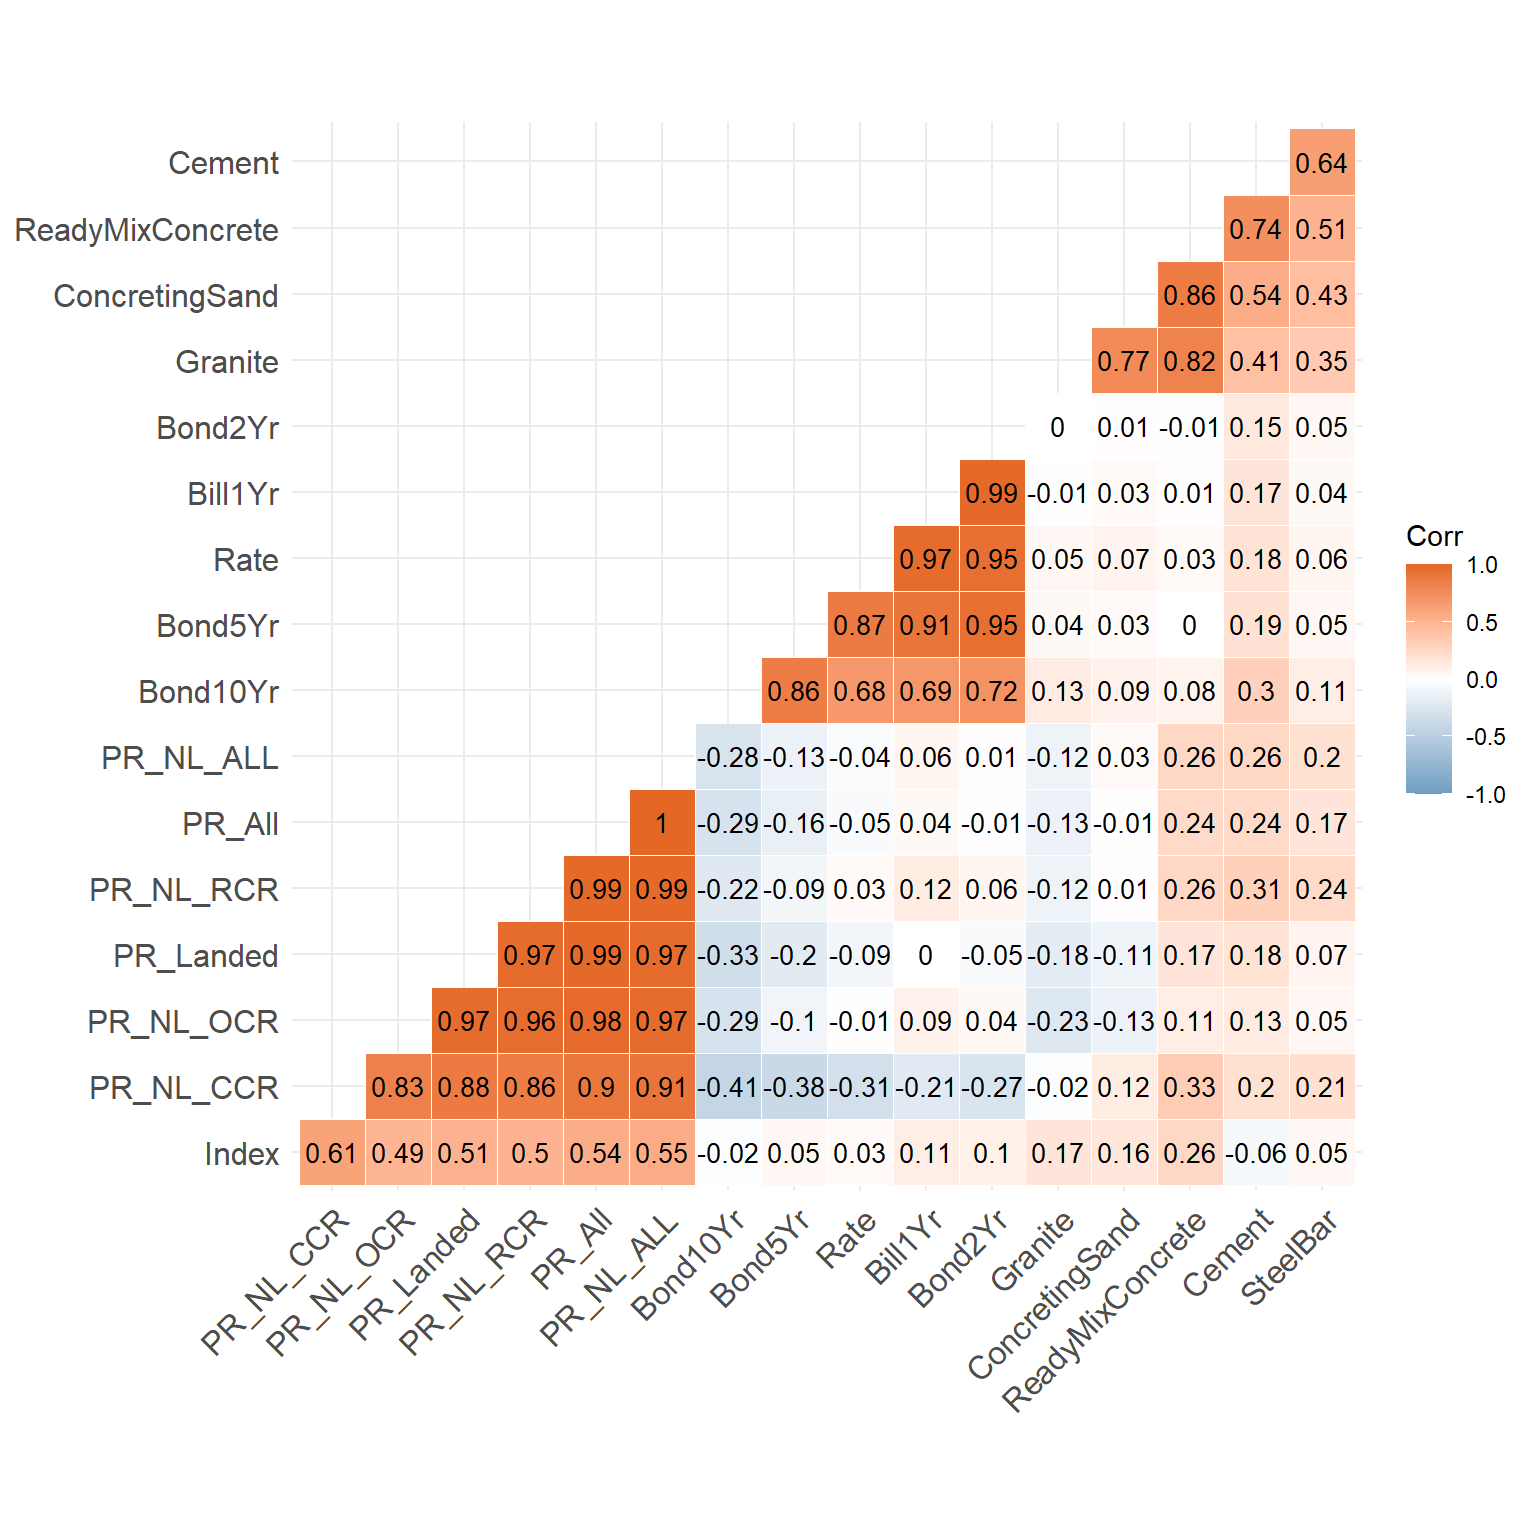 Cement 0.64
ReadyMixConcrete 0.74 0.51
ConcretingSand 0.86 0.54 0.43
Granite 0.77 0.82 0.41 0.35
Bond2Yr 0 0.01 -0.01 0.15 0.05
Bill1Yr 0.99 -0.01 0.03 0.01 0.17 0.04
Rate 0.97 0.95 0.05 0.07 0.03 0.18 0.06
Bond5Yr 0.87 0.91 0.95 0.04 0.03 0 0.19 0.05
Bond10Yr 0.86 0.68 0.69 0.72 0.13 0.09 0.08 0.3 0.11
PR_NL_ALL -0.28 -0.13 -0.04 0.06 0.01 -0.12 0.03 0.26 0.26 0.2
PR_All 1 -0.29 -0.16 -0.05 0.04 -0.01 -0.13 -0.01 0.24 0.24 0.17
PR_NL_RCR 0.99 0.99 -0.22 -0.09 0.03 0.12 0.06 -0.12 0.01 0.26 0.31 0.24
PR_Landed 0.97 0.99 0.97 -0.33 -0.2 -0.09 0 -0.05 -0.18 -0.11 0.17 0.18 0.07
PR_NL_OCR 0.97 0.96 0.98 0.97 -0.29 -0.1 -0.01 0.09 0.04 -0.23 -0.13 0.11 0.13 0.05
PR_NL_CCR 0.83 0.88 0.86 0.9 0.91 -0.41 -0.38 -0.31 -0.21 -0.27 -0.02 0.12 0.33 0.2 0.21
Index 0.61 0.49 0.51 0.5 0.54 0.55 -0.02 0.05 0.03 0.11 0.1 0.17 0.16 0.26 -0.06 0.05
PR_NL_CCR
PR_NL_OCR
PR_Landed
PR_NL_RCR
PR_All
PR_NL_ALL
Bond10Yr
Bond5Yr
Rate
Bill1Yr
Bond2Yr
Granite
ConcretingSand
ReadyMixConcrete
Cement
SteelBar
Corr
1.0
0.5
0.0
-0.5
-1.0